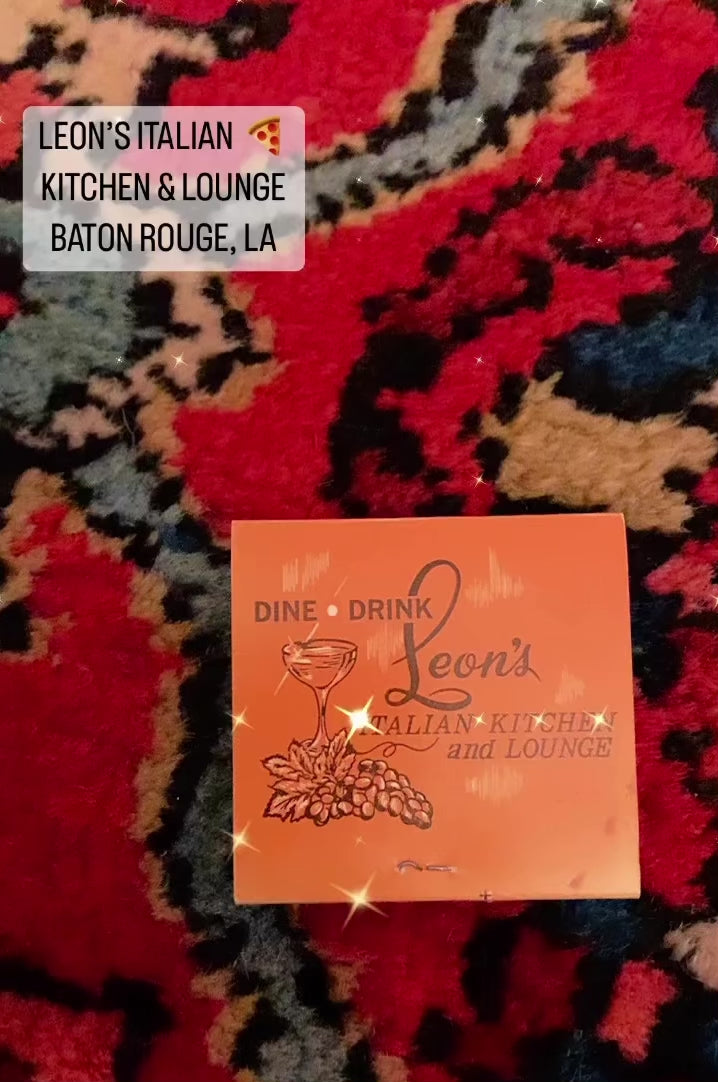 LEON'S ITALIAN 🍕
KITCHEN & LOUNGE
BATON ROUGE, LA
DINE • DRINK
Leon's
ITALIAN KITCHEN
and LOUNGE